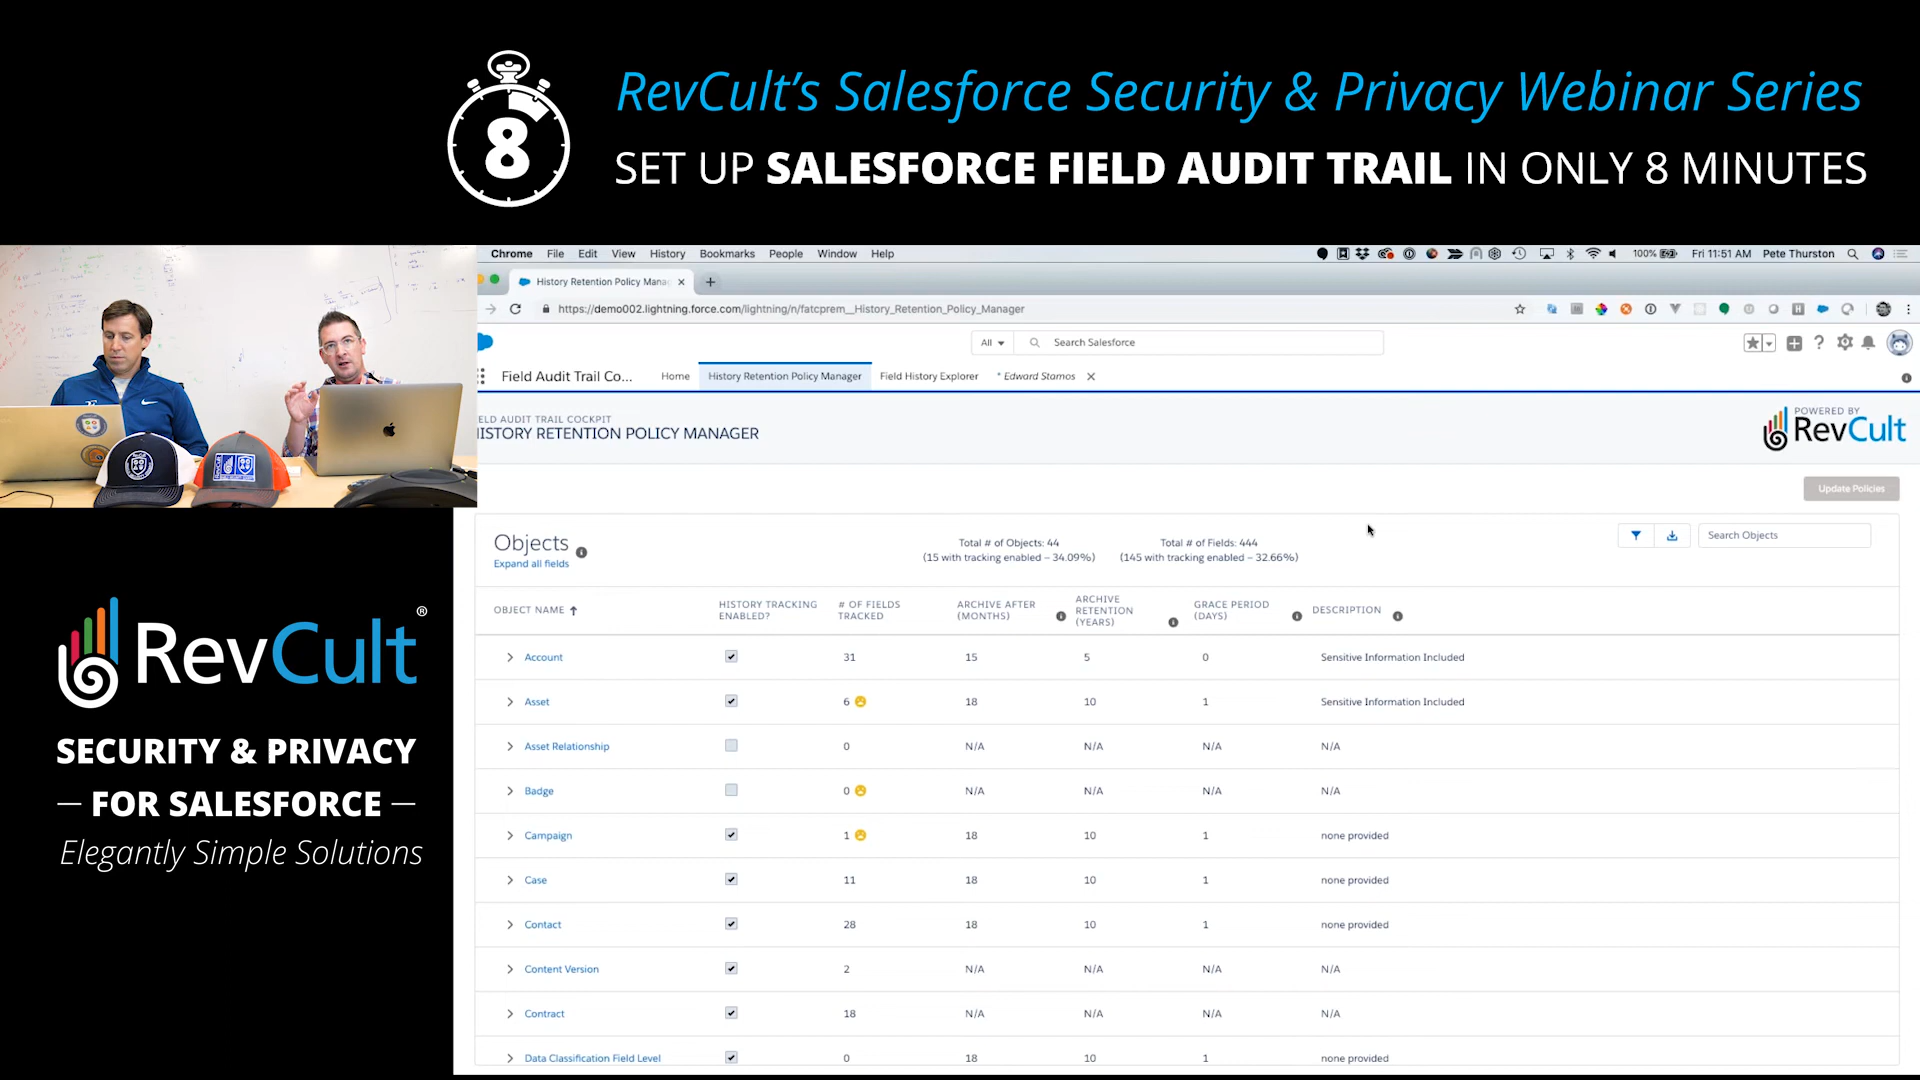 8
RevCult’s Salesforce Security & Privacy Webinar Series
SET UP SALESFORCE FIELD AUDIT TRAIL IN ONLY 8 MINUTES
Chrome File Edit View History Bookmarks People Window Help
100% Fri 11:51 AM Pete Thurston
History Retention Policy Mana
https://demo002.lightning.force.com/lightning/n/fatcprem__History_Retention_Policy_Manager
All Search Salesforce
Field Audit Trail Co... Home History Retention Policy Manager Field History Explorer * Edward Stamos
ELD AUDIT TRAIL COCKPIT
ISTORY RETENTION POLICY MANAGER
POWERED BY
RevCult
Update Policies
Objects
Expand all fields
Total # of Objects: 44
(15 with tracking enabled – 34.09%)
Total # of Fields: 444
(145 with tracking enabled – 32.66%)
Search Objects
OBJECT NAME HISTORY TRACKING ENABLED? # OF FIELDS TRACKED ARCHIVE AFTER (MONTHS) ARCHIVE RETENTION (YEARS) GRACE PERIOD (DAYS) DESCRIPTION
Account 31 15 5 0 Sensitive Information Included
Asset 6 18 10 1 Sensitive Information Included
Asset Relationship 0 N/A N/A N/A N/A
Badge 0 N/A N/A N/A N/A
Campaign 1 18 10 1 none provided
Case 11 18 10 1 none provided
Contact 28 18 10 1 none provided
Content Version 2 N/A N/A N/A N/A
Contract 18 N/A N/A N/A N/A
Data Classification Field Level 0 18 10 1 none provided
RevCult®
SECURITY & PRIVACY
— FOR SALESFORCE —
Elegantly Simple Solutions